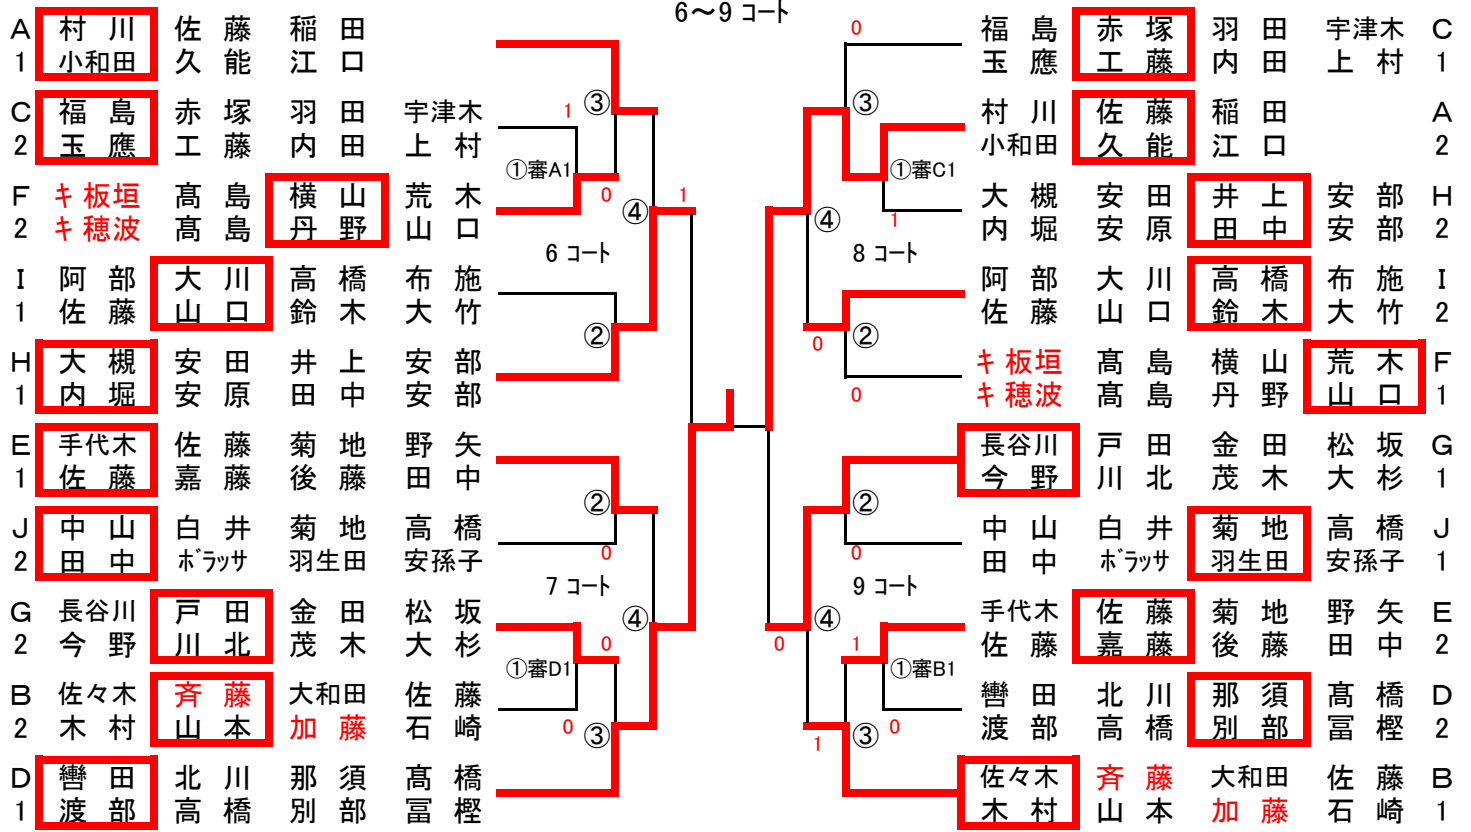 6～9 コート
A 村川 佐藤 稲田
1 小和田 久能 江口
C 福島 赤塚 羽田 宇津木
2 玉應 工藤 内田 上村
F キ 板垣 髙島 横山 荒木
2 キ 穂波 髙島 丹野 山口
I 阿部 大川 高橋 布施
1 佐藤 山口 鈴木 大竹
H 大槻 安田 井上 安部
1 内堀 安原 田中 安部
E 手代木 佐藤 菊地 野矢
1 佐藤 嘉藤 後藤 田中
J 中山 白井 菊地 高橋
2 田中 ボラッサ 羽生田 安孫子
G 長谷川 戸田 金田 松坂
2 今野 川北 茂木 大杉
B 佐々木 斉藤 大和田 佐藤
2 木村 山本 加藤 石崎
D 轡田 北川 那須 髙橋
1 渡部 高橋 別部 冨樫
③
1
①審A1
0
④
1
6 コート
②
②
0
7 コート
④
0
①審D1
0
③
0
③
①審C1
1
④
8 コート
②
0
0
②
0
9 コート
④
0
1
①審B1
0
③
1
福島 赤塚 羽田 宇津木 C
玉應 工藤 内田 上村 1
村川 佐藤 稲田 A
小和田 久能 江口 2
大槻 安田 井上 安部 H
内堀 安原 田中 安部 2
阿部 大川 高橋 布施 I
佐藤 山口 鈴木 大竹 2
キ 板垣 髙島 横山 荒木 F
キ 穂波 髙島 丹野 山口 1
長谷川 戸田 金田 松坂 G
今野 川北 茂木 大杉 1
中山 白井 菊地 高橋 J
田中 ボラッサ 羽生田 安孫子 1
手代木 佐藤 菊地 野矢 E
佐藤 嘉藤 後藤 田中 2
轡田 北川 那須 髙橋 D
渡部 高橋 別部 冨樫 2
佐々木 斉藤 大和田 佐藤 B
木村 山本 加藤 石崎 1